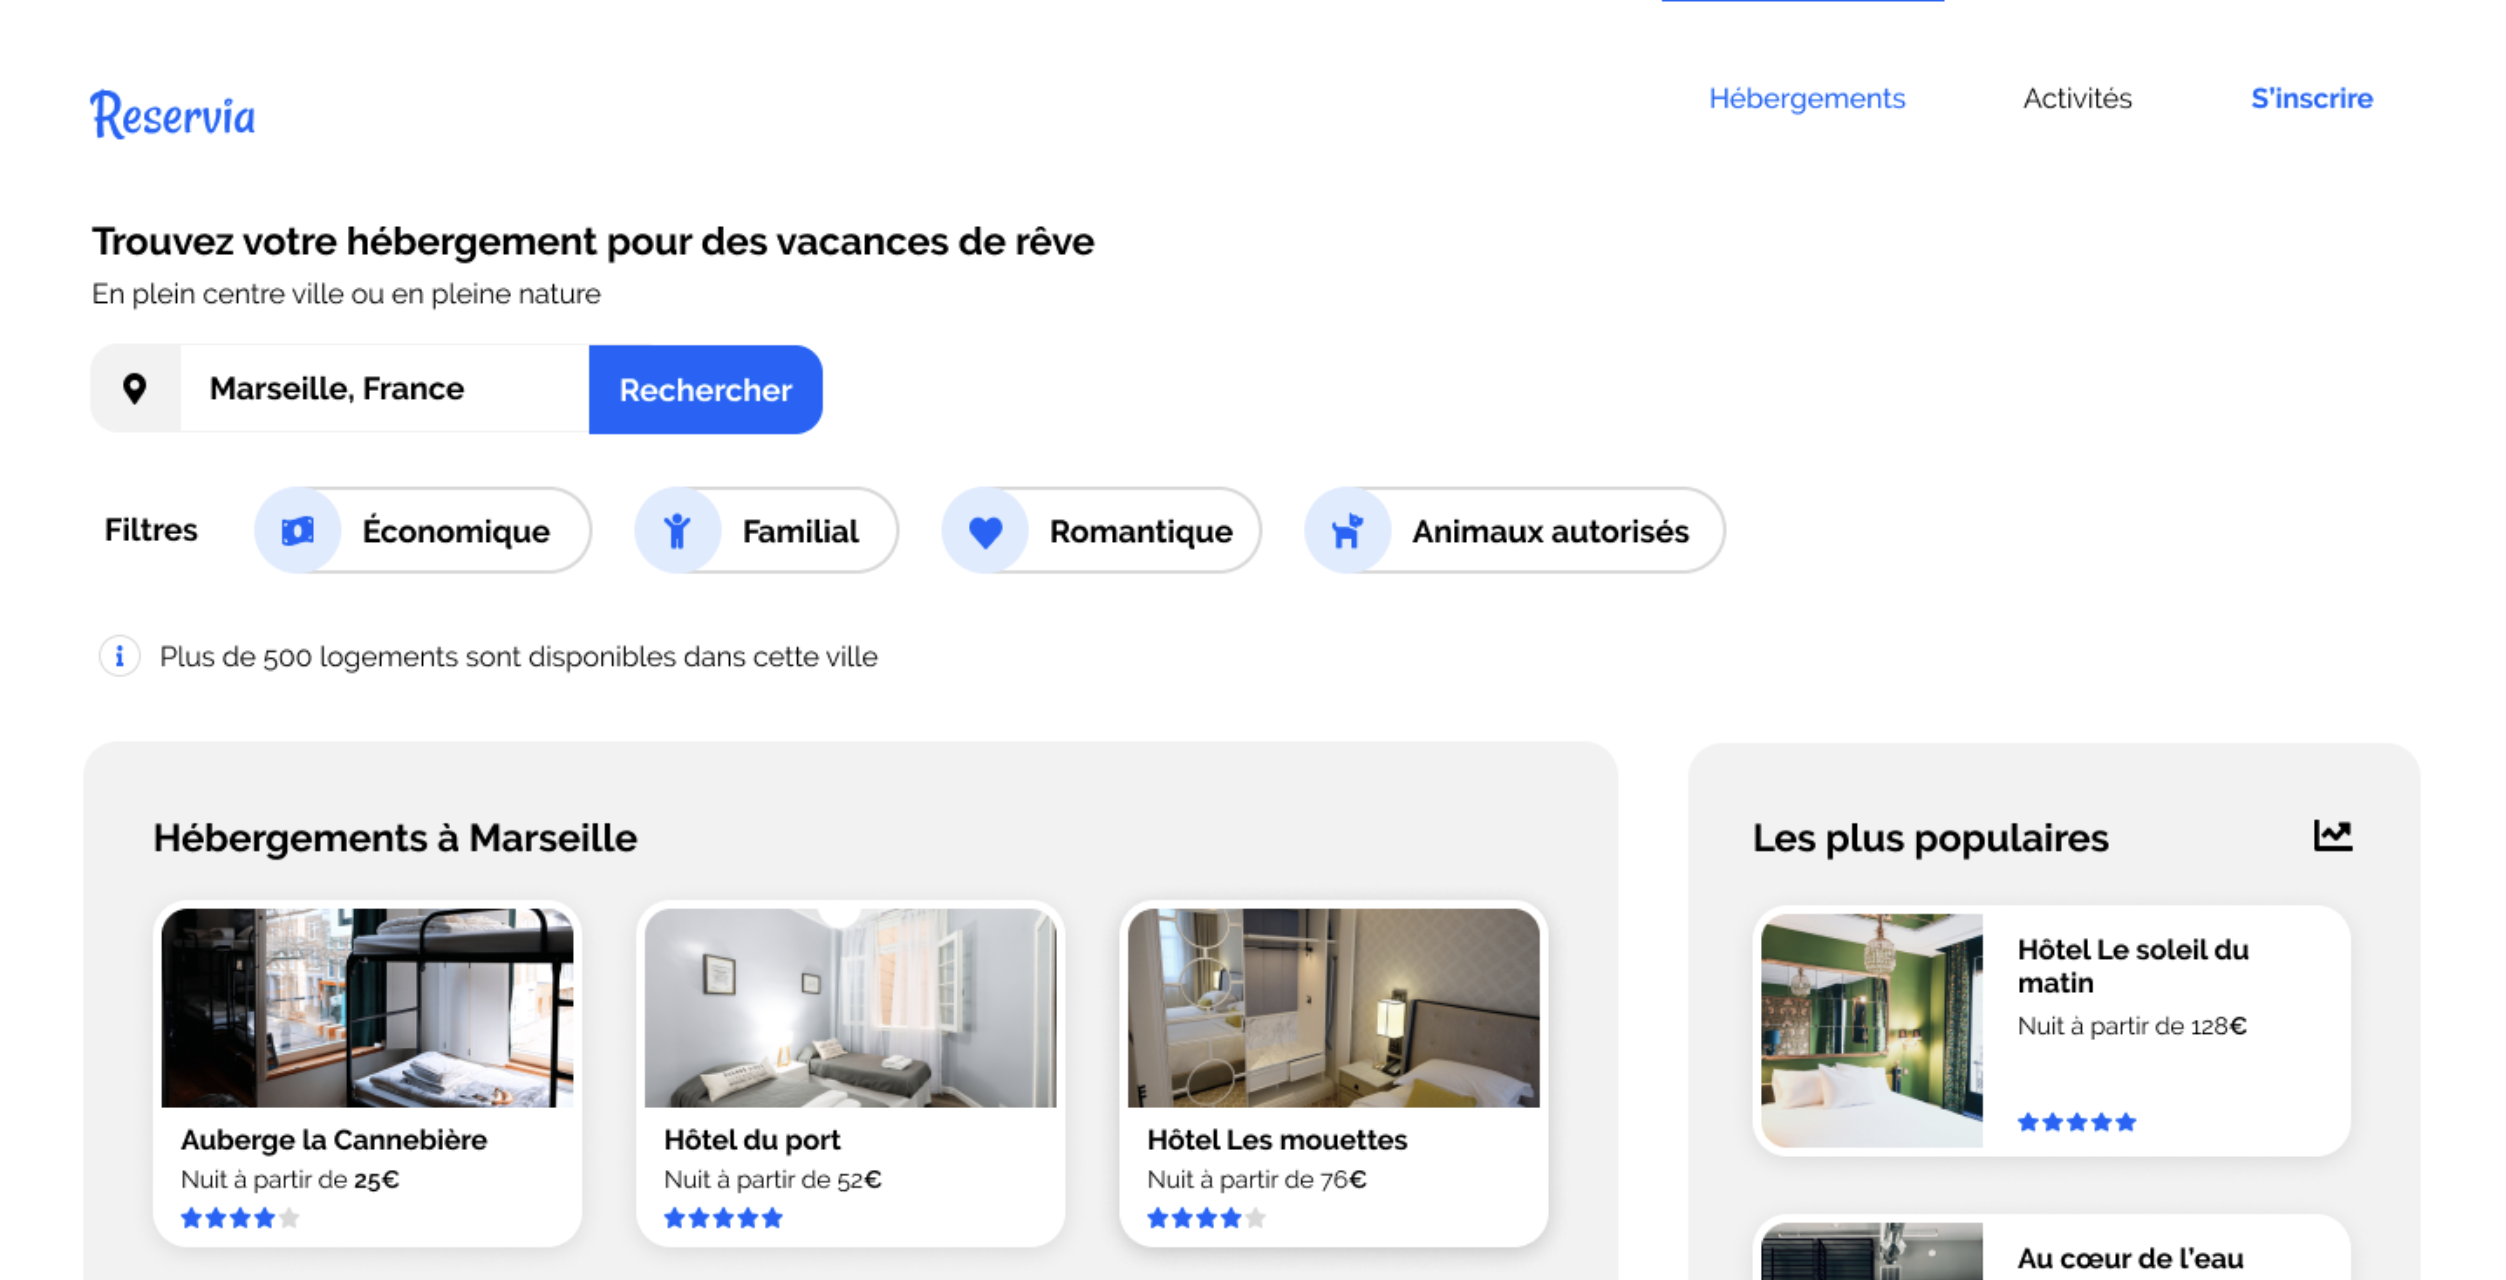 Reservia
Hébergements
Activités
S'inscrire
Trouvez votre hébergement pour des vacances de rêve
En plein centre ville ou en pleine nature
Marseille, France
Rechercher
Filtres
Économique
Familial
Romantique
Animaux autorisés
Plus de 500 logements sont disponibles dans cette ville
Hébergements à Marseille
Auberge la Cannebière
Nuit à partir de 25€
Hôtel du port
Nuit à partir de 52€
Hôtel Les mouettes
Nuit à partir de 76€
Les plus populaires
Hôtel Le soleil du
matin
Nuit à partir de 128€
Au cœur de l'eau